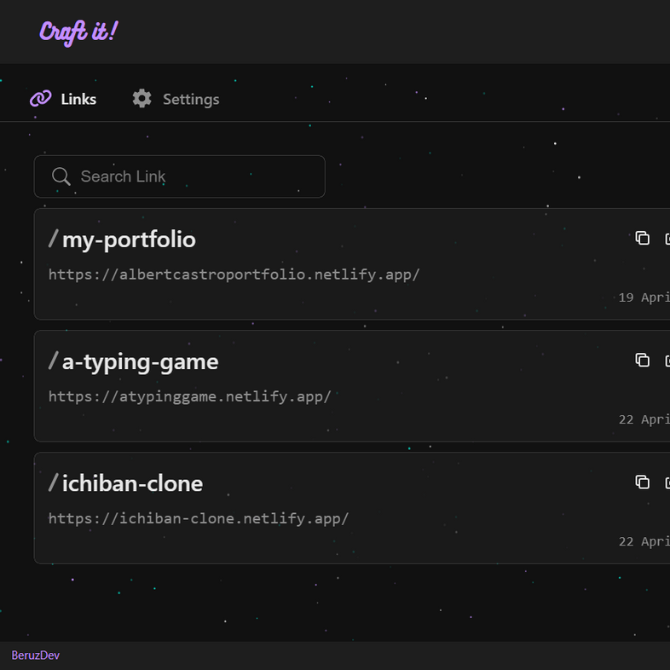 Craft it!
Links Settings
Search Link
/my-portfolio
https://albertcastroportfolio.netlify.app/
19 Apri
/a-typing-game
https://atypinggame.netlify.app/
22 Apri
/ichiban-clone
https://ichiban-clone.netlify.app/
22 Apri
BeruzDev